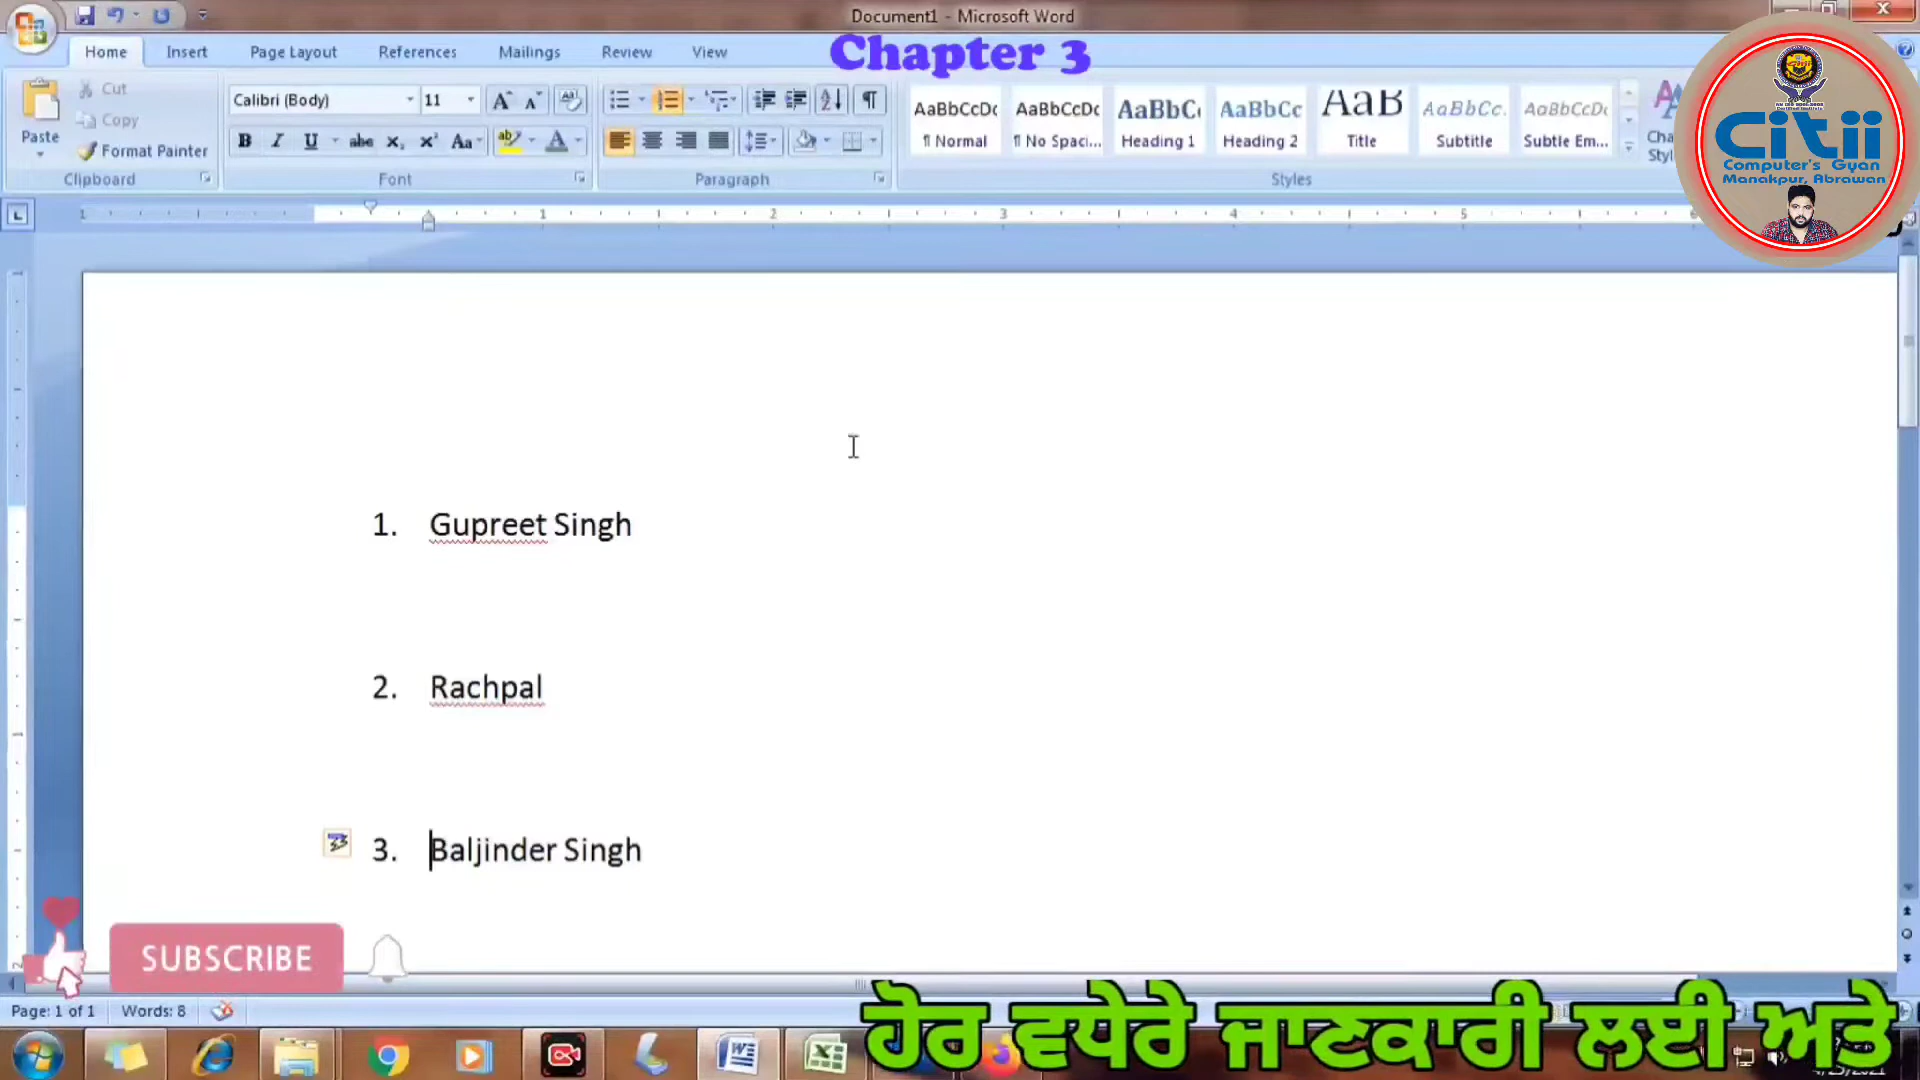 Document1 - Microsoft Word
Home Insert Page Layout References Mailings Review View
Chapter 3
Paste
Cut
Copy
Format Painter
Clipboard
Calibri (Body) 11
Font
Paragraph
AaBbCcDc AaBbCcDc AaBbC AaBbCc AaB AaBbCc. AaBbCcDc
¶ Normal ¶ No Spaci... Heading 1 Heading 2 Title Subtitle Subtle Em...
Styles
Citii
Computer's Gyan
Manakpur, Abrawan
1. Gupreet Singh
2. Rachpal
3. Baljinder Singh
SUBSCRIBE
Page: 1 of 1 Words: 8
ਹੋਰ ਵਧੇਰੇ ਜਾਣਕਾਰੀ ਲਈ ਅਤੇ